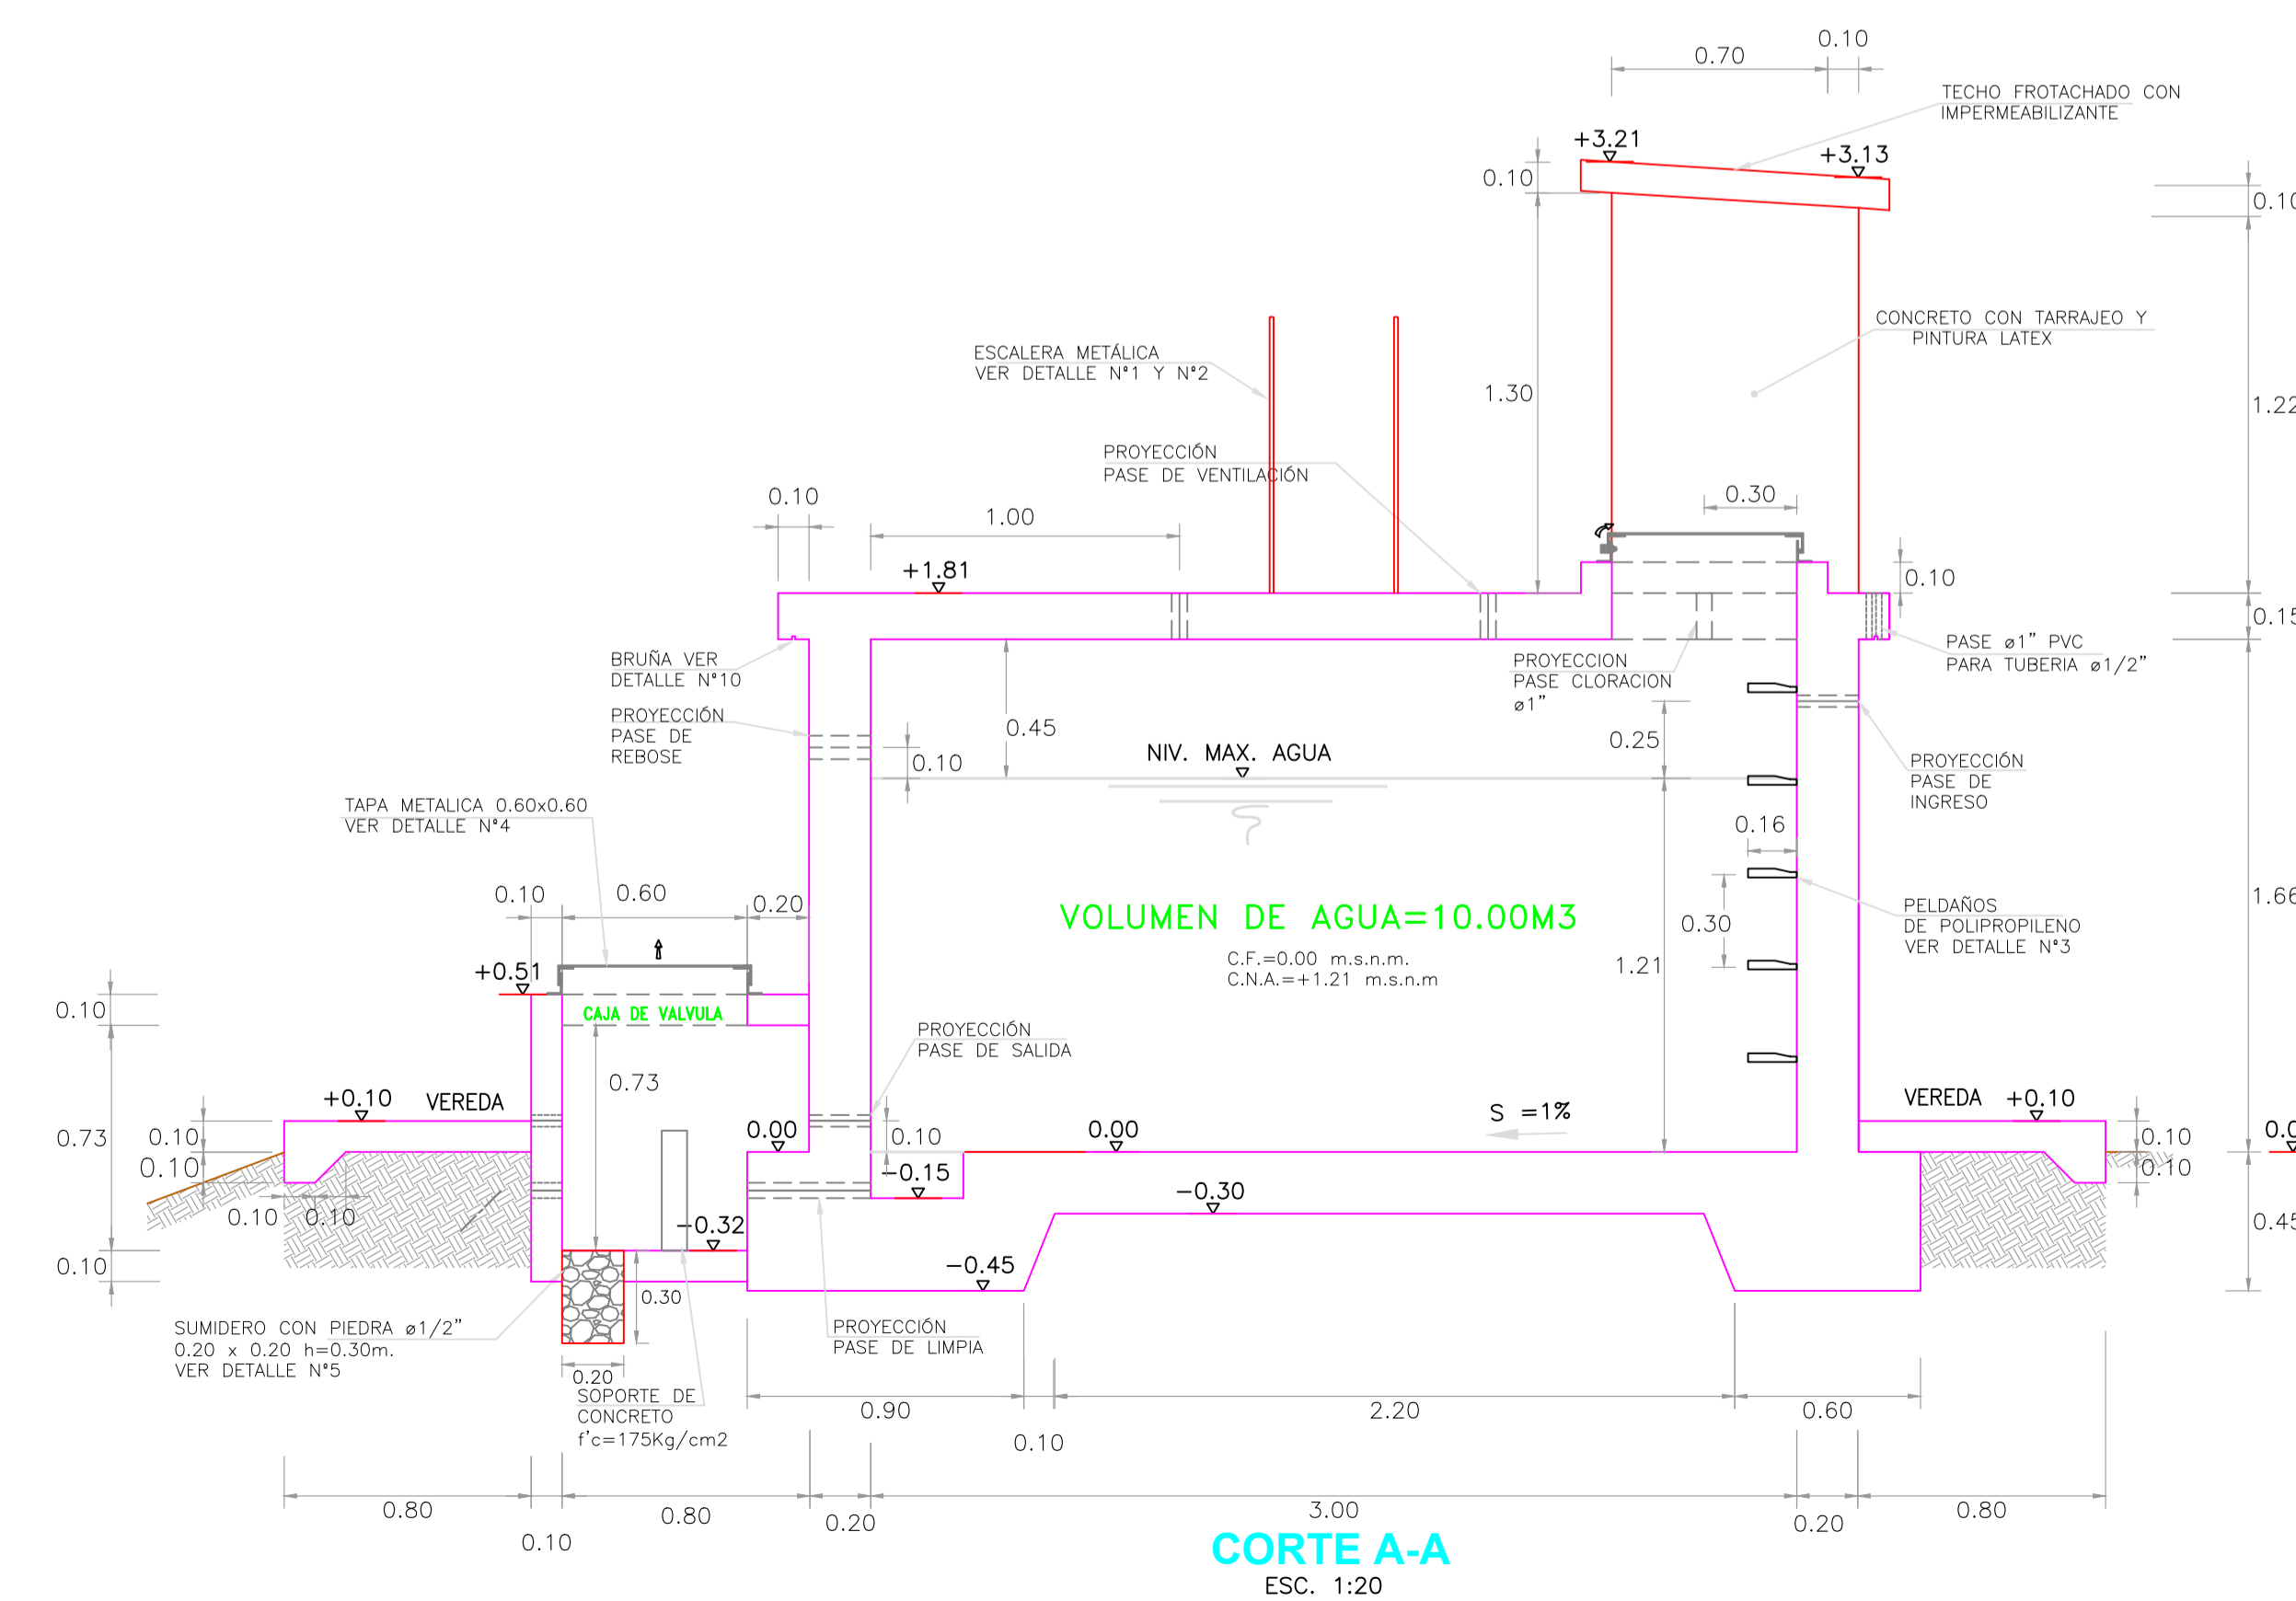 0.10
0.70
TECHO FROTACHADO CON
IMPERMEABILIZANTE
+3.21
+3.13
0.10
0.10
CONCRETO CON TARRAJEO Y
PINTURA LATEX
ESCALERA METÁLICA
VER DETALLE N°1 Y N°2
1.30
1.22
PROYECCIÓN
PASE DE VENTILACIÓN
0.10
1.00
0.30
+1.81
0.10
0.15
BRUÑA VER
DETALLE N°10
PROYECCION
PASE CLORACION
ø1"
PASE ø1" PVC
PARA TUBERIA ø1/2"
PROYECCIÓN
PASE DE
REBOSE
0.45
0.10
NIV. MAX. AGUA
0.25
PROYECCIÓN
PASE DE
INGRESO
TAPA METALICA 0.60x0.60
VER DETALLE N°4
0.16
0.10
0.60
0.20
VOLUMEN DE AGUA=10.00M3
C.F.=0.00 m.s.n.m.
C.N.A.=+1.21 m.s.n.m
0.30
1.21
PELDAÑOS
DE POLIPROPILENO
VER DETALLE N°3
1.66
+0.51
0.10
CAJA DE VALVULA
PROYECCIÓN
PASE DE SALIDA
0.73
0.73
+0.10
VEREDA
0.10
0.10
0.00
0.10
0.00
S =1%
VEREDA
+0.10
0.10
0.10
0.0
-0.15
-0.30
0.10
0.10
-0.32
0.45
0.10
-0.45
0.30
SUMIDERO CON PIEDRA ø1/2"
0.20 x 0.20 h=0.30m.
VER DETALLE N°5
PROYECCIÓN
PASE DE LIMPIA
0.20
SOPORTE DE
CONCRETO
f'c=175Kg/cm2
0.90
0.10
2.20
0.60
0.80
0.10
0.80
0.20
3.00
0.20
0.80
CORTE A-A
ESC. 1:20